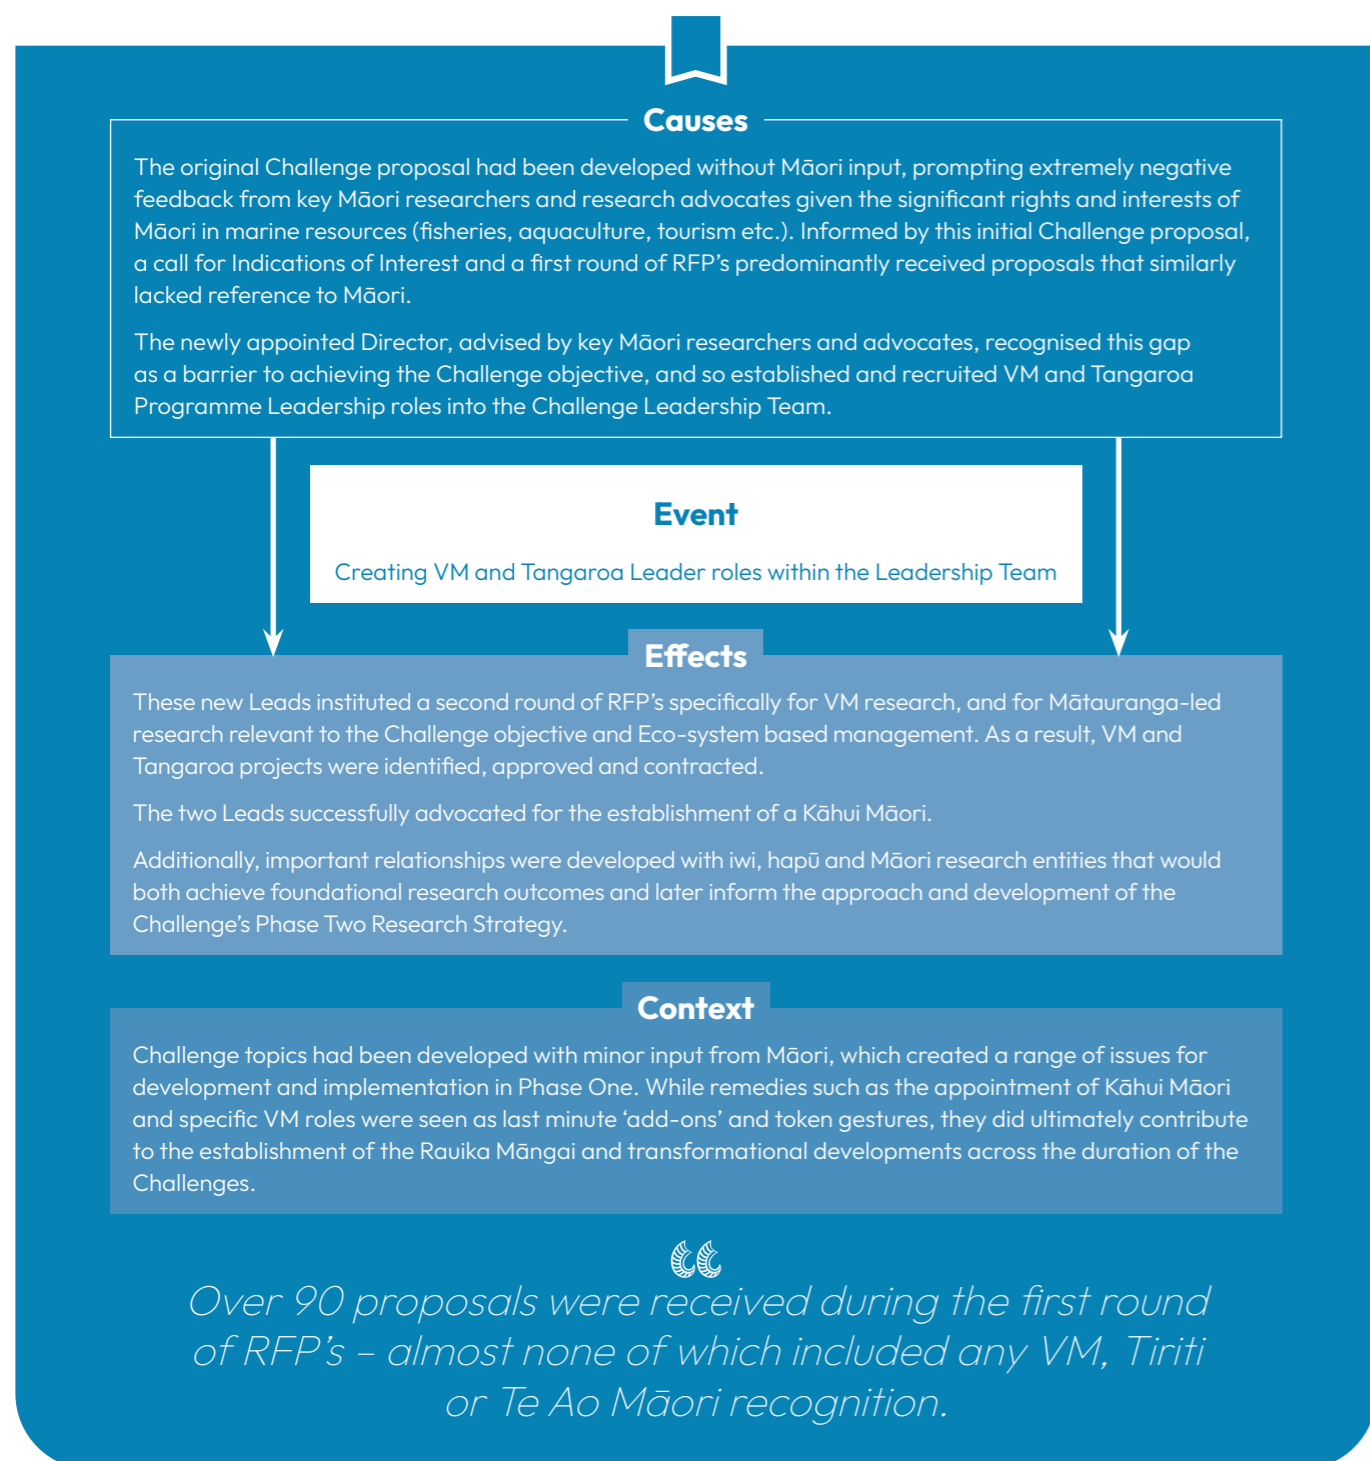 Causes
The original Challenge proposal had been developed without Māori input, prompting extremely negative
feedback from key Māori researchers and research advocates given the significant rights and interests of
Māori in marine resources (fisheries, aquaculture, tourism etc.). Informed by this initial Challenge proposal,
a call for Indications of Interest and a first round of RFP's predominantly received proposals that similarly
lacked reference to Māori.
The newly appointed Director, advised by key Māori researchers and advocates, recognised this gap
as a barrier to achieving the Challenge objective, and so established and recruited VM and Tangaroa
Programme Leadership roles into the Challenge Leadership Team.
Event
Creating VM and Tangaroa Leader roles within the Leadership Team
Effects
These new Leads instituted a second round of RFP's specifically for VM research, and for Mātauranga-led
research relevant to the Challenge objective and Eco-system based management. As a result, VM and
Tangaroa projects were identified, approved and contracted.
The two Leads successfully advocated for the establishment of a Kāhui Māori.
Additionally, important relationships were developed with iwi, hapū and Māori research entities that would
both achieve foundational research outcomes and later inform the approach and development of the
Challenge's Phase Two Research Strategy.
Context
Challenge topics had been developed with minor input from Māori, which created a range of issues for
development and implementation in Phase One. While remedies such as the appointment of Kāhui Māori
and specific VM roles were seen as last minute ‘add-ons’ and token gestures, they did ultimately contribute
to the establishment of the Rauika Māngai and transformational developments across the duration of the
Challenges.
Over 90 proposals were received during the first round
of RFP's – almost none of which included any VM, Tiriti
or Te Ao Māori recognition.